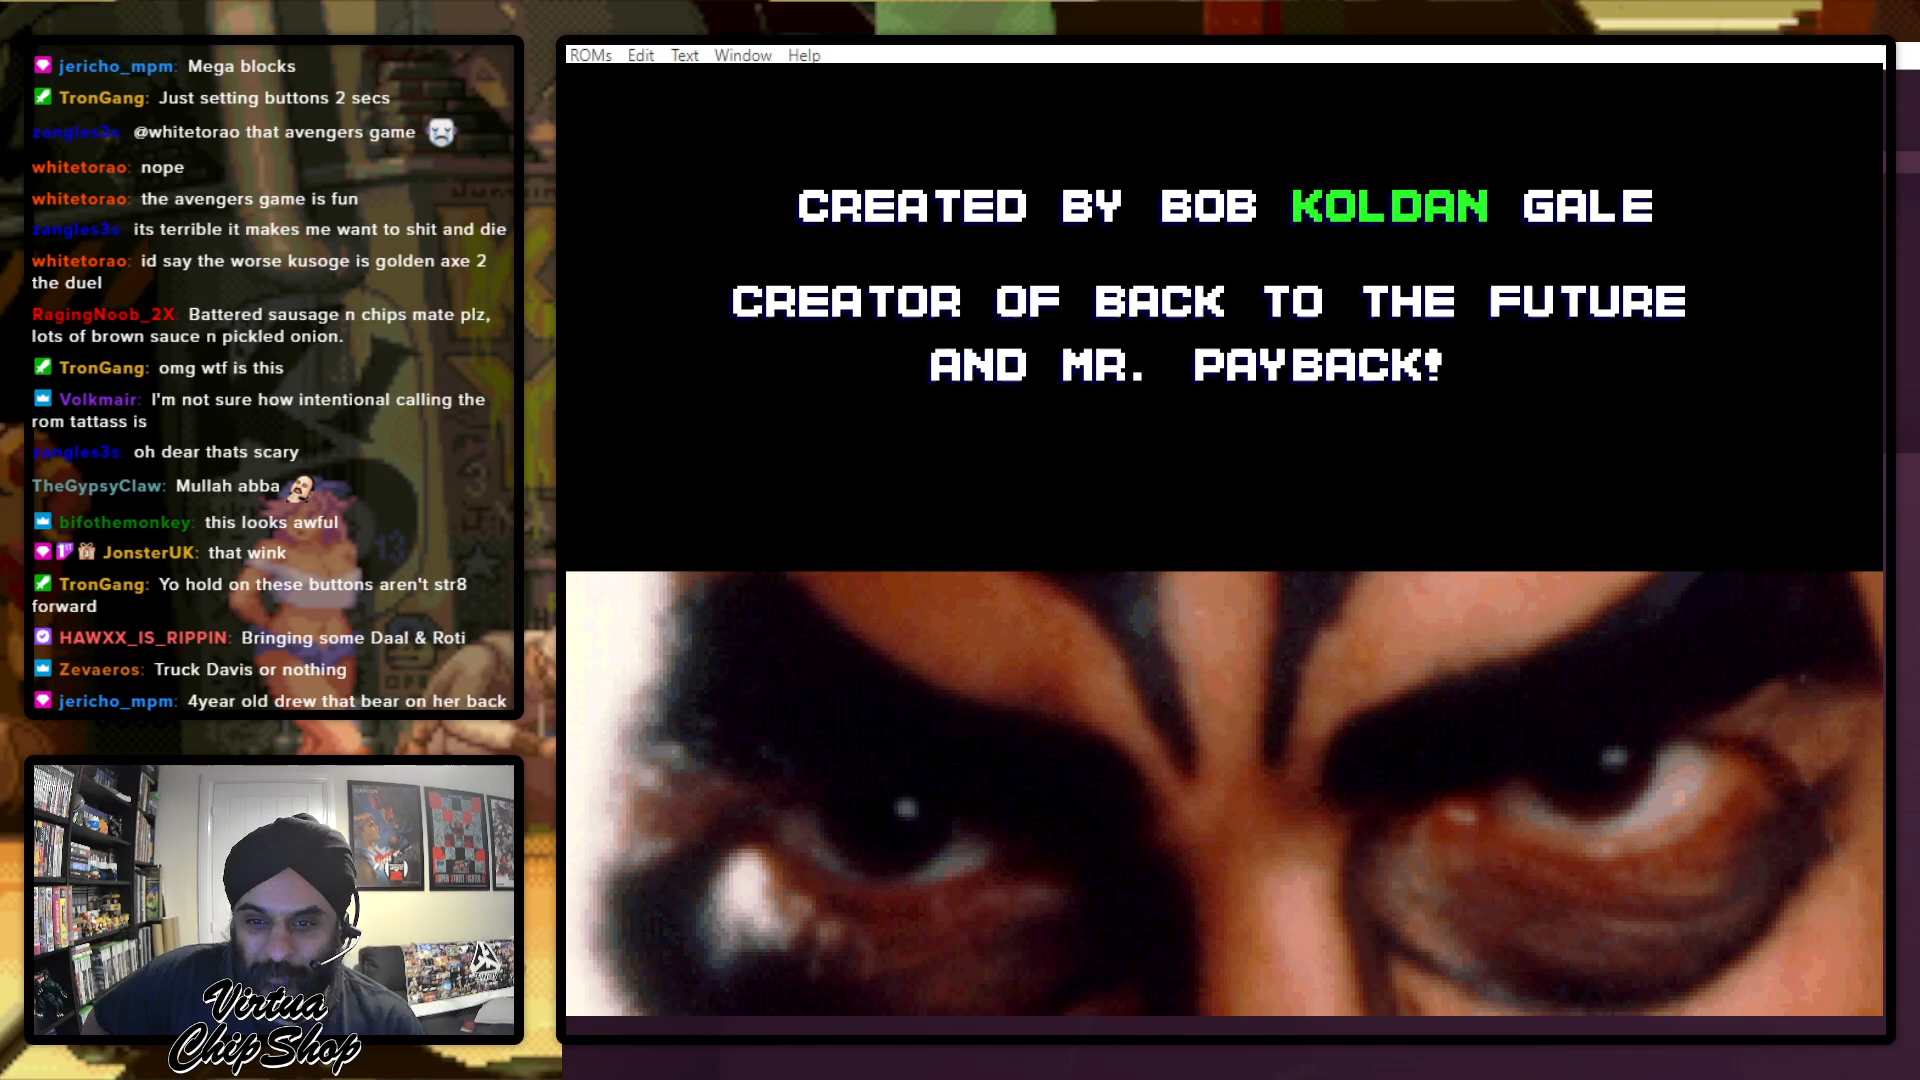 jericho_mpm: Mega blocks
TronGang: Just setting buttons 2 secs
zangles3s: @whitetorao that avengers game
whitetorao: nope
whitetorao: the avengers game is fun
zangles3s: its terrible it makes me want to shit and die
whitetorao: id say the worse kusoge is golden axe 2
the duel
RagingNoob_2X: Battered sausage n chips mate plz,
lots of brown sauce n pickled onion.
TronGang: omg wtf is this
Volkmair: I'm not sure how intentional calling the
rom tattass is
zangles3s: oh dear thats scary
TheGypsyClaw: Mullah abba
bifothemonkey: this looks awful
JonsterUK: that wink
TronGang: Yo hold on these buttons aren't str8
forward
HAWXX_IS_RIPPIN: Bringing some Daal & Roti
Zevaeros: Truck Davis or nothing
jericho_mpm: 4year old drew that bear on her back
ROMs Edit Text Window Help
CREATED BY BOB KOLDAN GALE
CREATOR OF BACK TO THE FUTURE
AND MR. PAYBACK!
Virtua
ChipShop